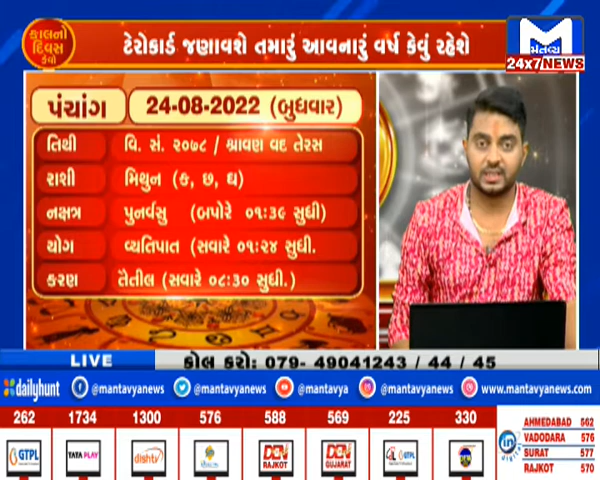 કાલનો
દિવસ
કેવો
ટેરોકાર્ડ જણાવશે તમારું આવનારું વર્ષ કેવું રહેશે
મંતવ્ય
24x7NEWS
પંચાંગ 24-08-2022 (બુધવાર)
તિથી વિ. સં. ૨૦૭૮ / શ્રાવણ વદ તેરસ
રાશી મિથુન (ક, છ, ઘ)
નક્ષત્ર પુનર્વસુ (બપોરે ૦૧:૩૯ સુધી)
યોગ વ્યતિપાત (સવારે ૦૧:૨૪ સુધી.
કરણ તૈતીલ (સવારે ૦૮:૩૦ સુધી.)
LIVE કોલ કરો: 079- 49041243 / 44 / 45
dailyhunt @mantavyanews @mantavyanews @mantavya @mantavyanews @mantavyanews www.mantavyanews.com
262 1734 1300 576 588 569 225 330
GTPL TATA PLAY dishtv DEN RAJKOT DEN GUJARAT
in DIGITAL
AHMEDABAD 562
VADODARA 576
SURAT 577
RAJKOT 570